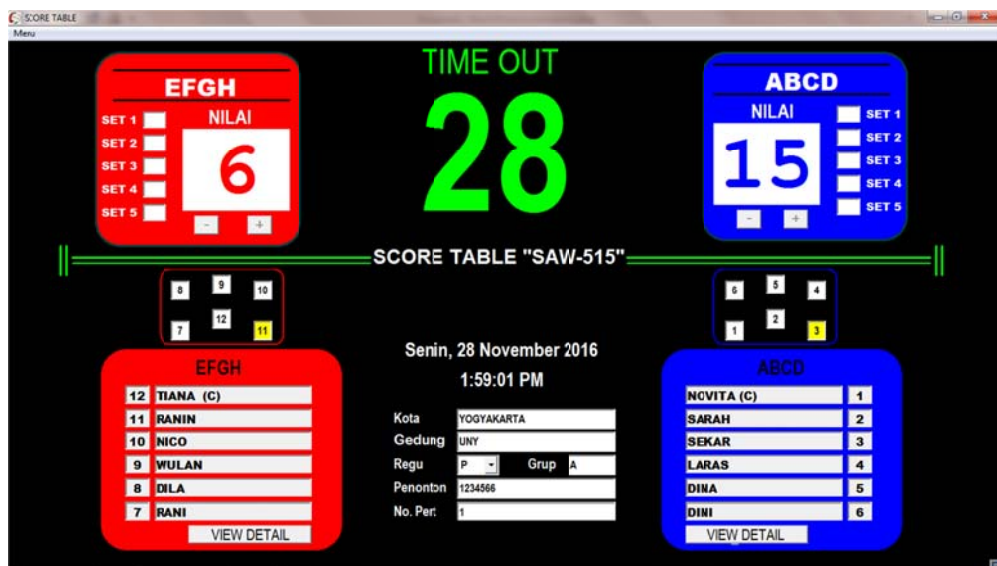 SCORE TABLE
Menu
TIME OUT
28
EFGH
NILAI
SET 1
SET 2
SET 3
SET 4
SET 5
6
- +
ABCD
NILAI
SET 1
SET 2
SET 3
SET 4
SET 5
15
- +
SCORE TABLE "SAW-515"
8 9 10
7 12 11
6 5 4
1 2 3
EFGH
12 TIANA (C)
11 RANIN
10 NICO
9 WULAN
8 DILA
7 RANI
VIEW DETAIL
Senin, 28 November 2016
1:59:01 PM
Kota YOGYAKARTA
Gedung UNY
Regu P Grup A
Penonton 1234566
No. Per: 1
ABCD
NOVITA (C) 1
SARAH 2
SEKAR 3
LARAS 4
DINA 5
DINI 6
VIEW DETAIL